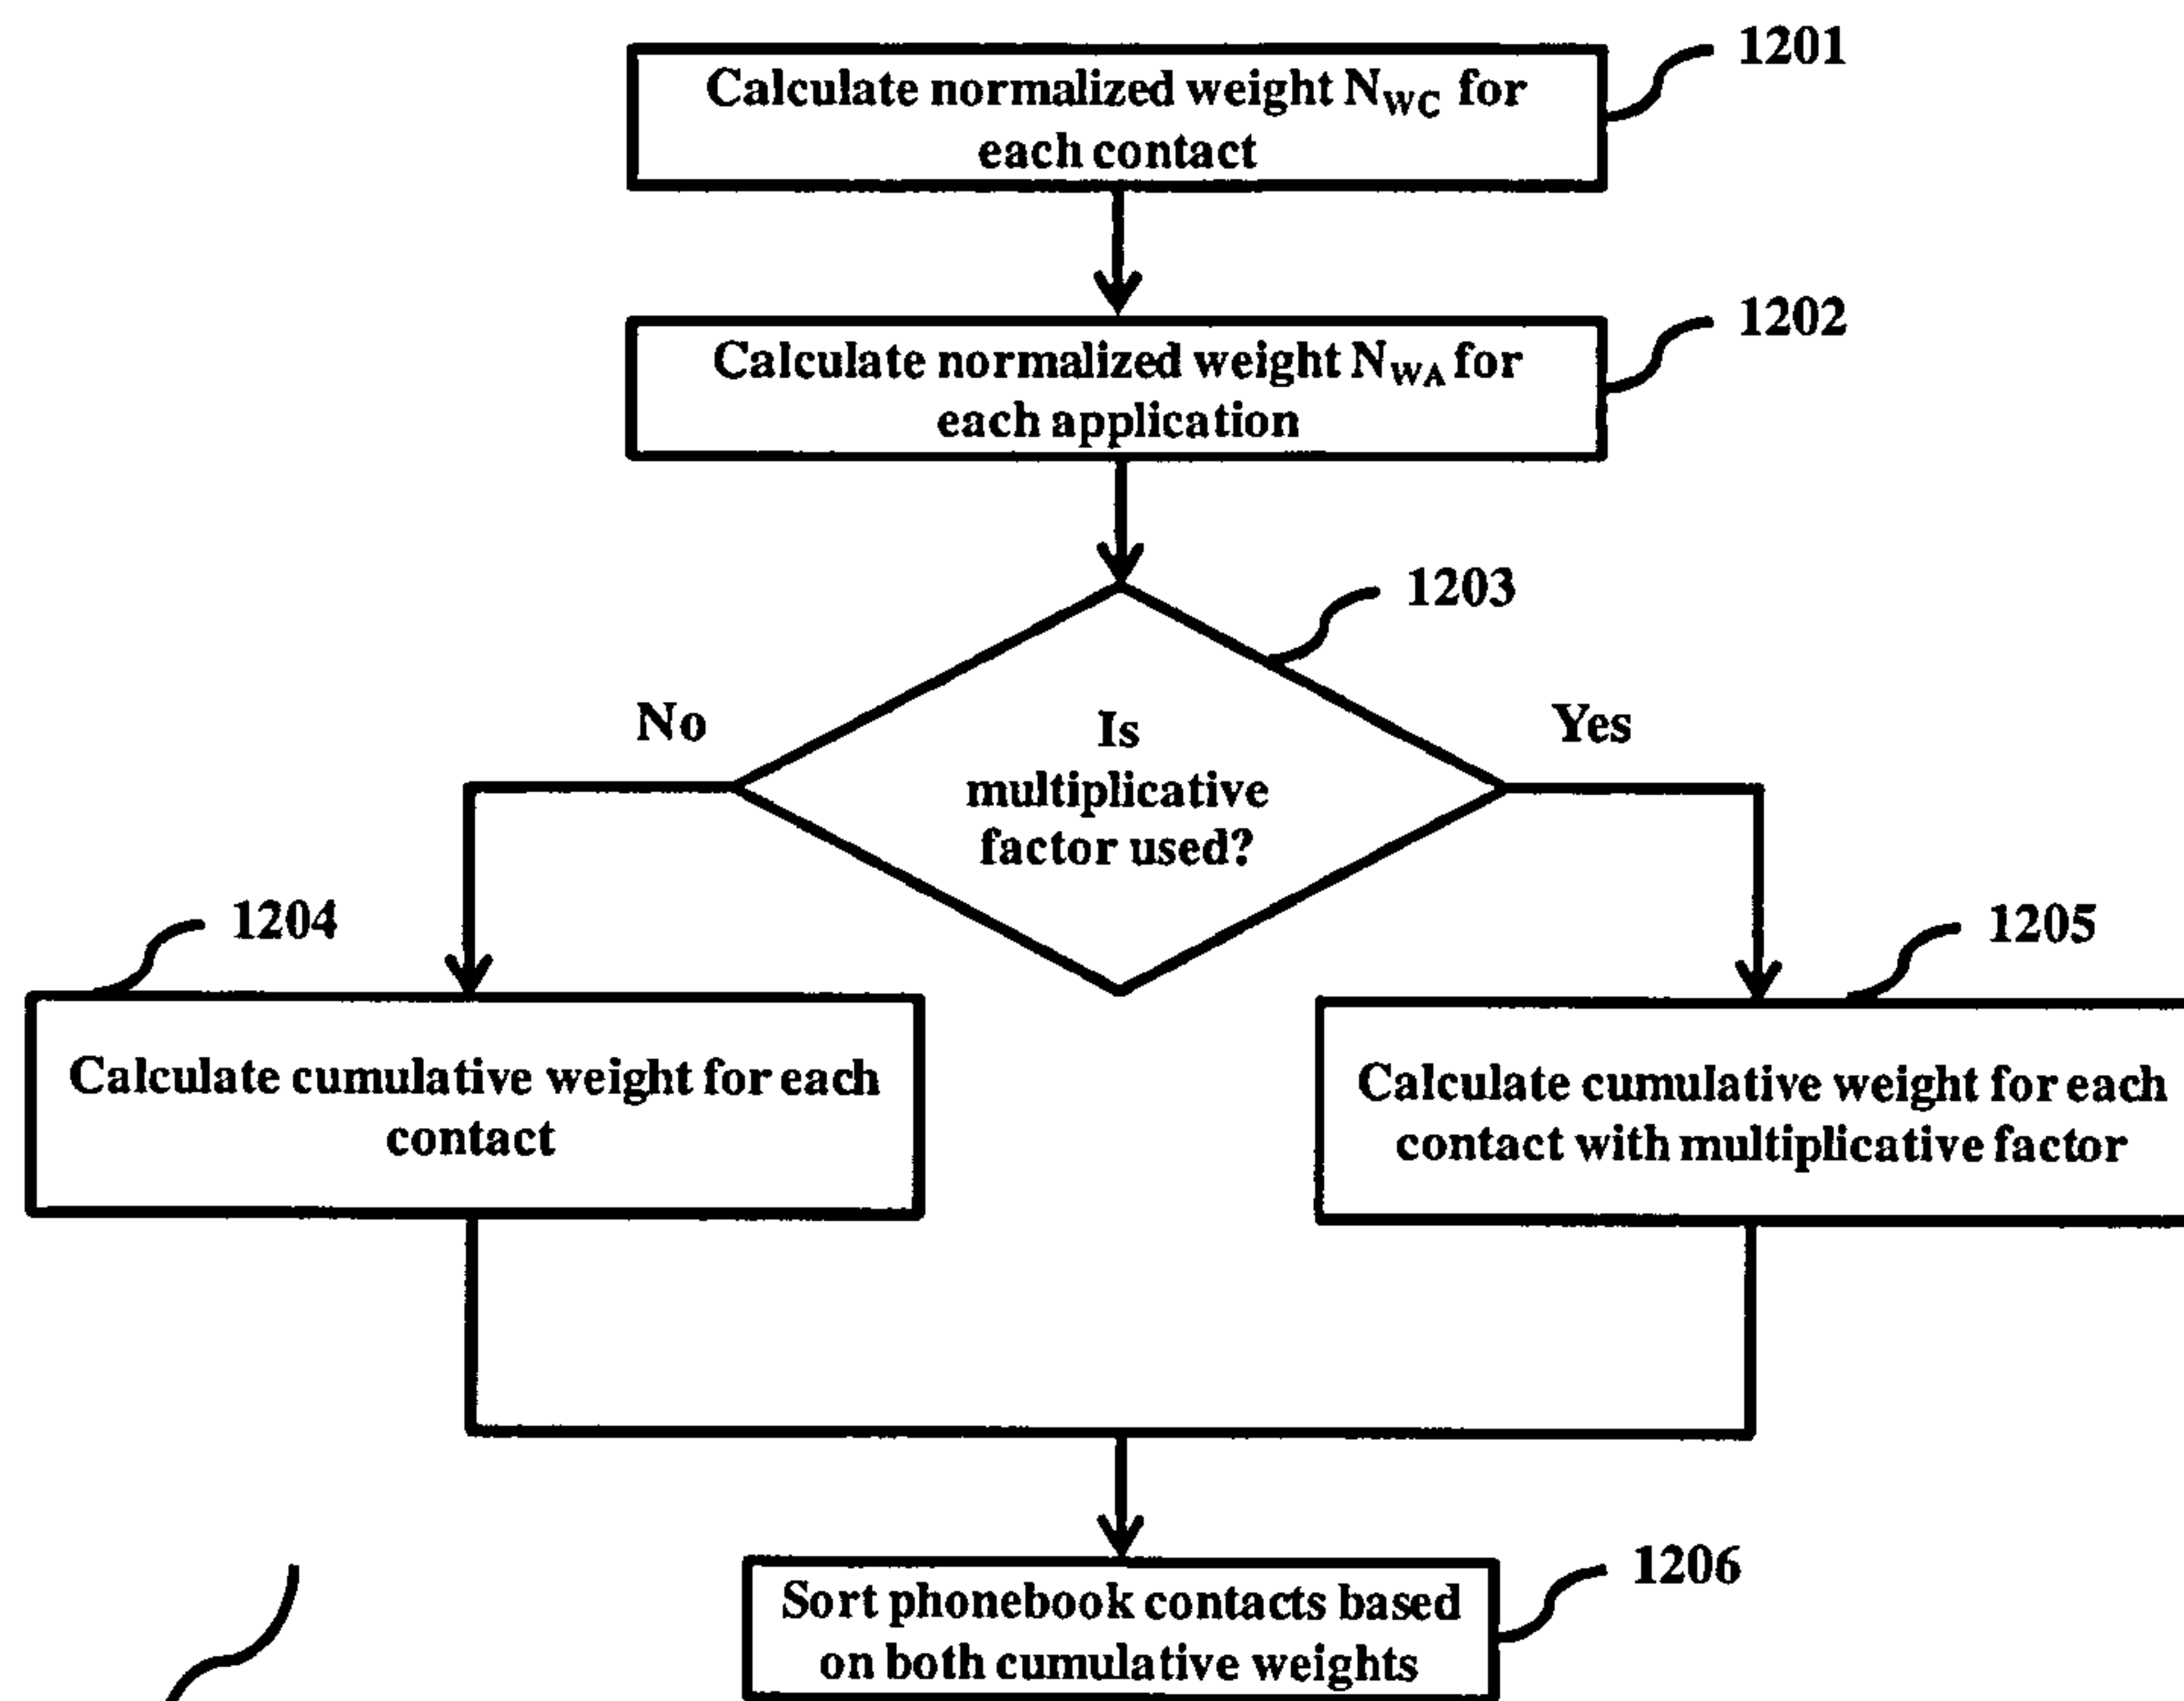 1201
Calculate normalized weight NWC for
each contact
1202
Calculate normalized weight NWA for
each application
1203
No
Yes
Is
multiplicative
factor used?
1204
1205
Calculate cumulative weight for each
contact
Calculate cumulative weight for each
contact with multiplicative factor
1206
Sort phonebook contacts based
on both cumulative weights